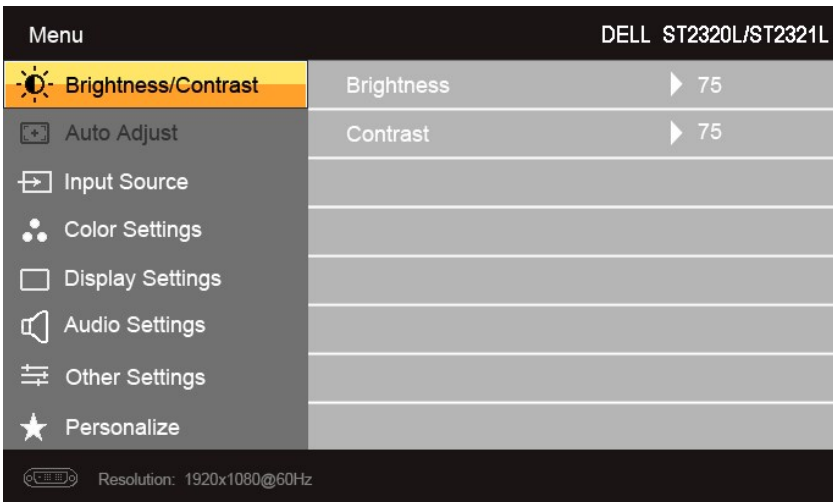 Menu DELL ST2320L/ST2321L
Brightness/Contrast Brightness 75
Auto Adjust Contrast 75
Input Source
Color Settings
Display Settings
Audio Settings
Other Settings
Personalize
Resolution: 1920x1080@60Hz